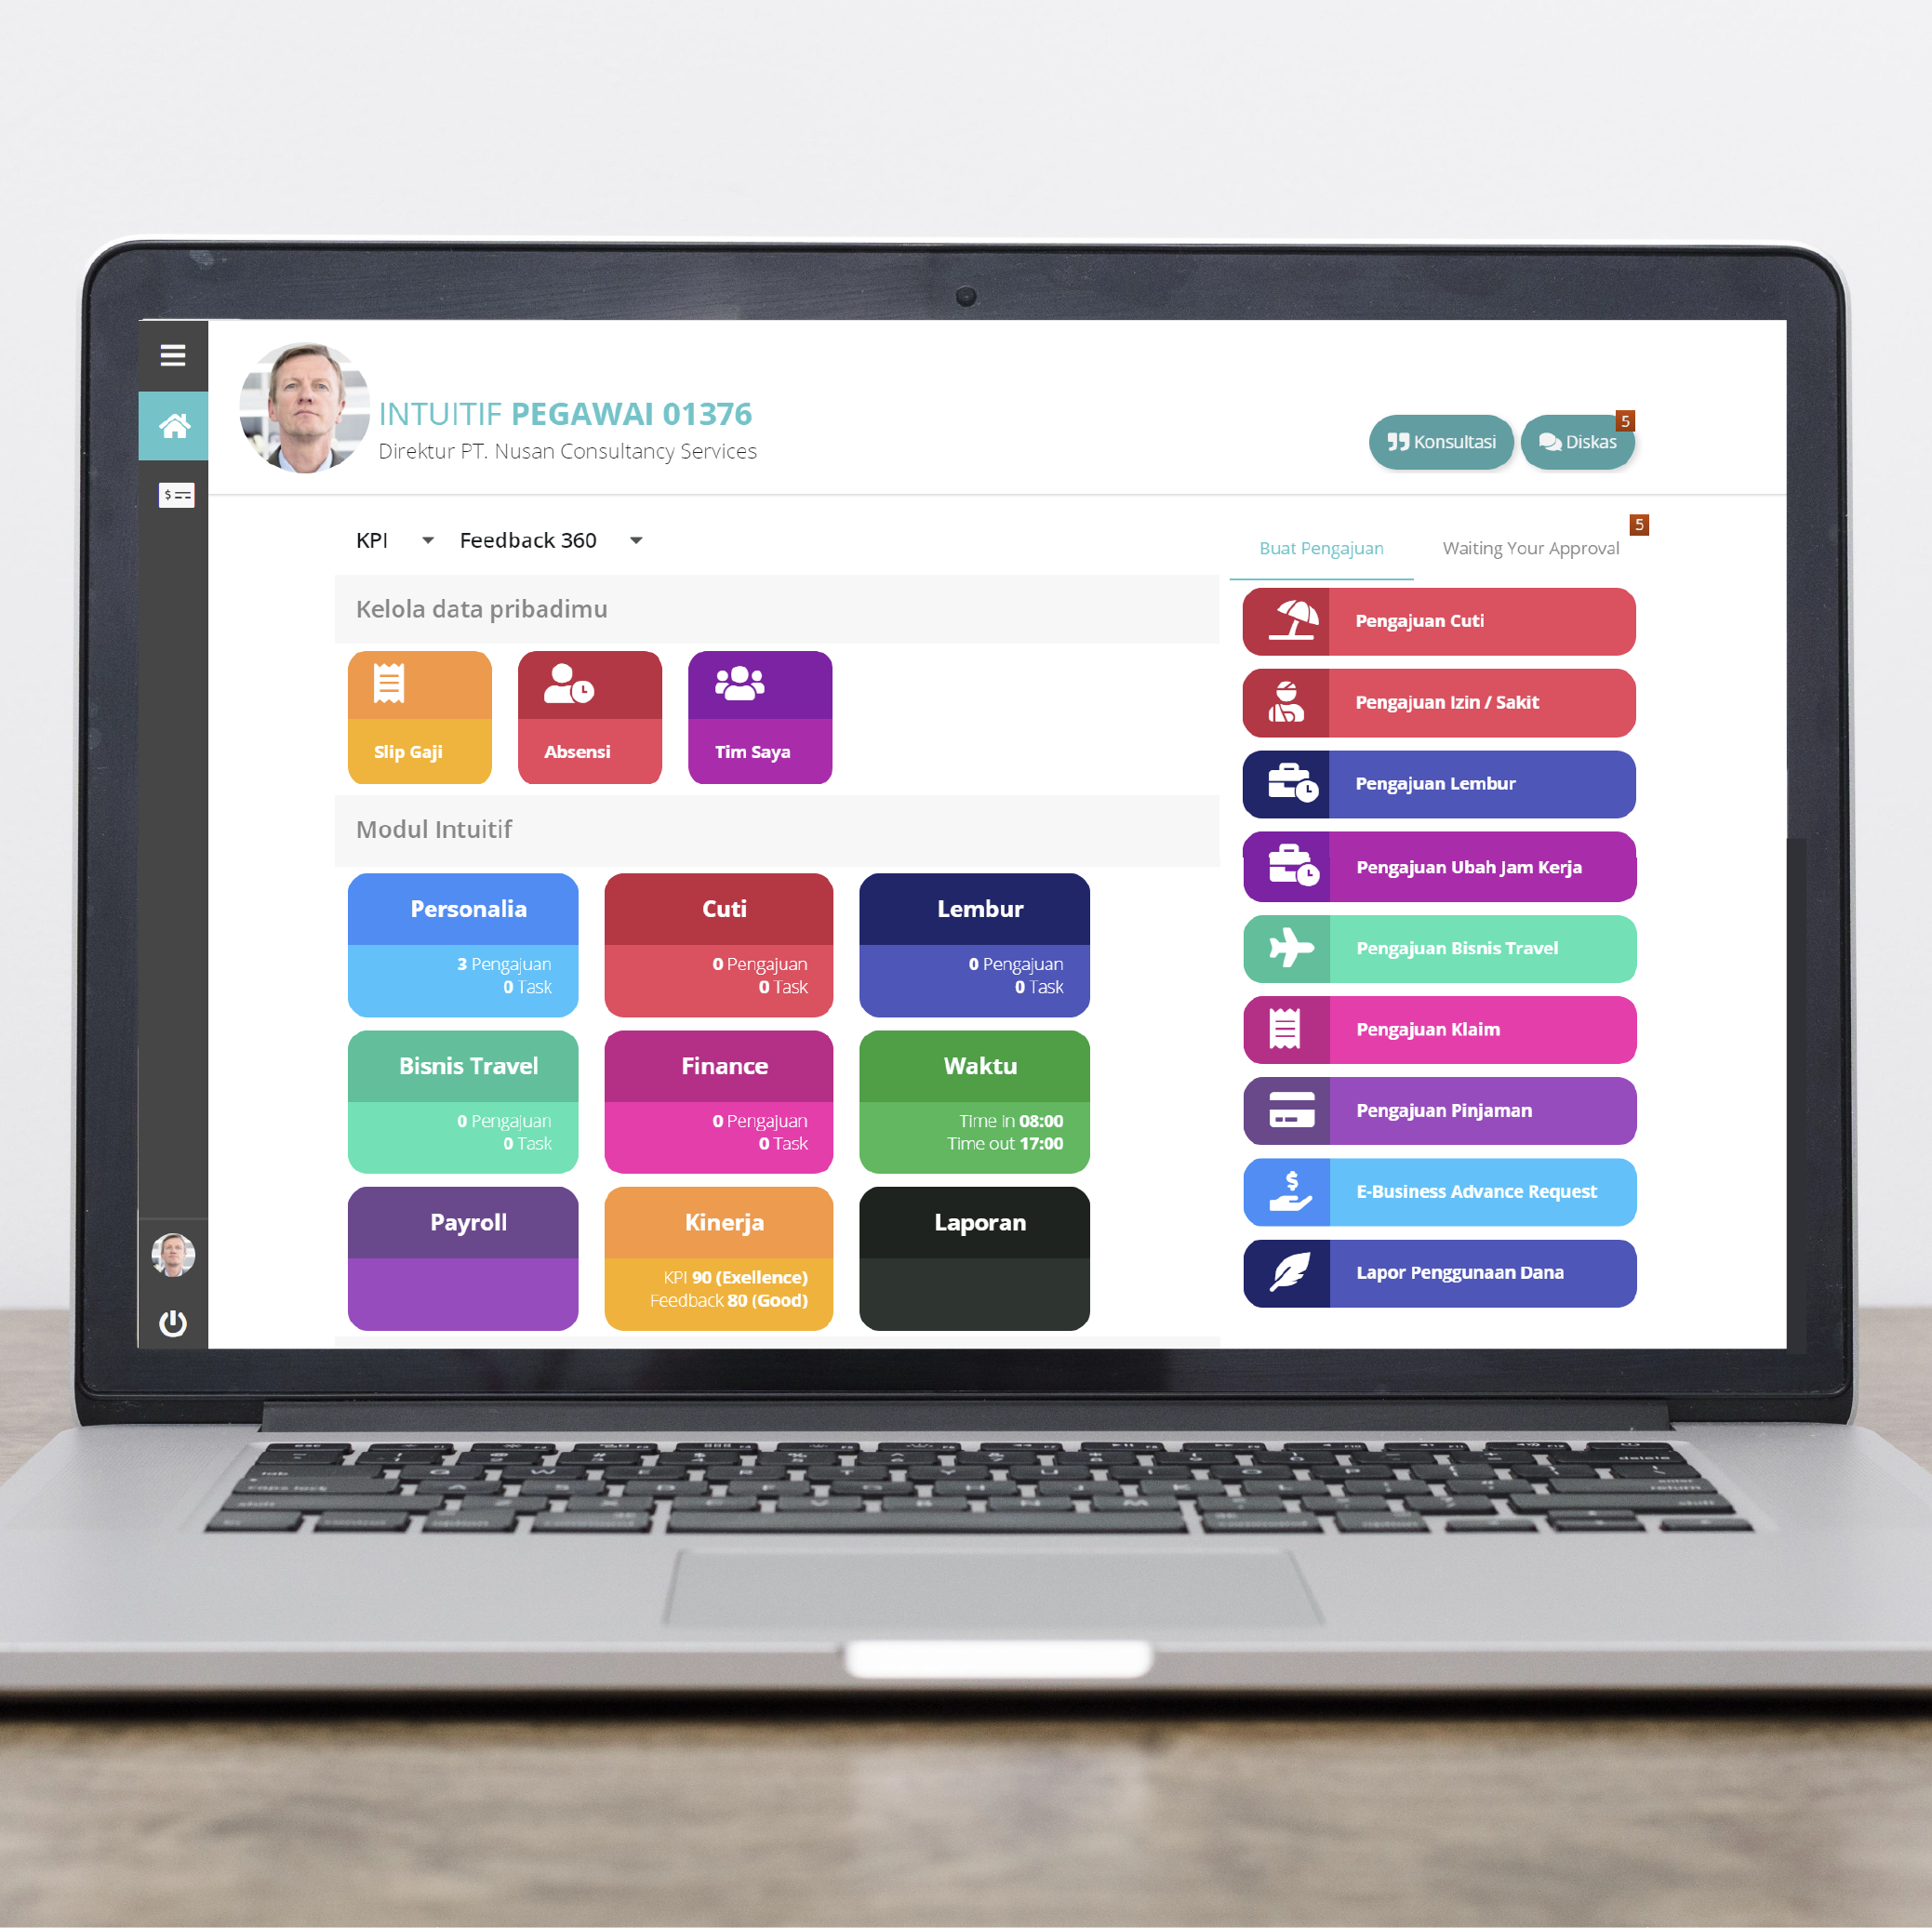 INTUITIF PEGAWAI 01376
Direktur PT. Nusan Consultancy Services
Konsultasi
Diskas
5
KPI
Feedback 360
Kelola data pribadimu
Slip Gaji
Absensi
Tim Saya
Modul Intuitif
Personalia
3 Pengajuan
0 Task
Cuti
0 Pengajuan
0 Task
Lembur
0 Pengajuan
0 Task
Bisnis Travel
0 Pengajuan
0 Task
Finance
0 Pengajuan
0 Task
Waktu
Time in 08:00
Time out 17:00
Payroll
Kinerja
KPI 90 (Exellence)
Feedback 80 (Good)
Laporan
Buat Pengajuan
Waiting Your Approval
5
Pengajuan Cuti
Pengajuan Izin / Sakit
Pengajuan Lembur
Pengajuan Ubah Jam Kerja
Pengajuan Bisnis Travel
Pengajuan Klaim
Pengajuan Pinjaman
E-Business Advance Request
Lapor Penggunaan Dana